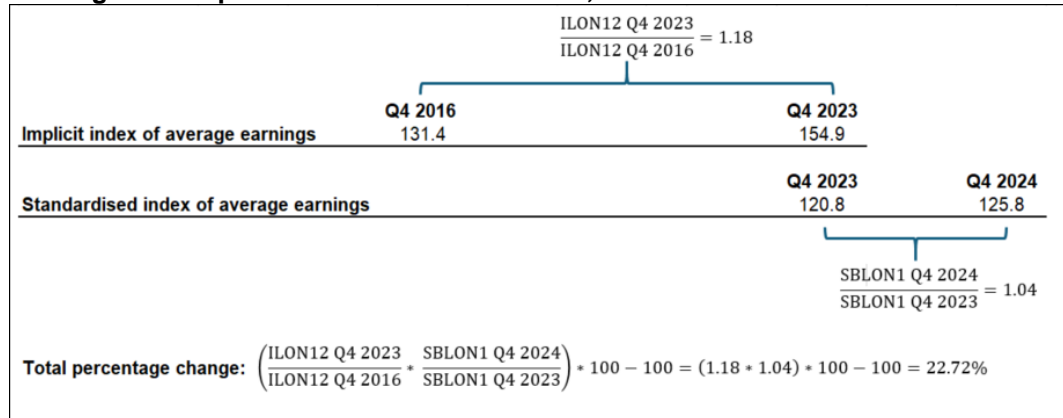 ILON12 Q4 2023
ILON12 Q4 2016 = 1.18
Q4 2016 Q4 2023
Implicit index of average earnings 131.4 154.9
Q4 2023 Q4 2024
Standardised index of average earnings 120.8 125.8
SBLON1 Q4 2024
SBLON1 Q4 2023 = 1.04
Total percentage change: (ILON12 Q4 2023 / ILON12 Q4 2016 * SBLON1 Q4 2024 / SBLON1 Q4 2023) * 100 − 100 = (1.18 * 1.04) * 100 − 100 = 22.72%